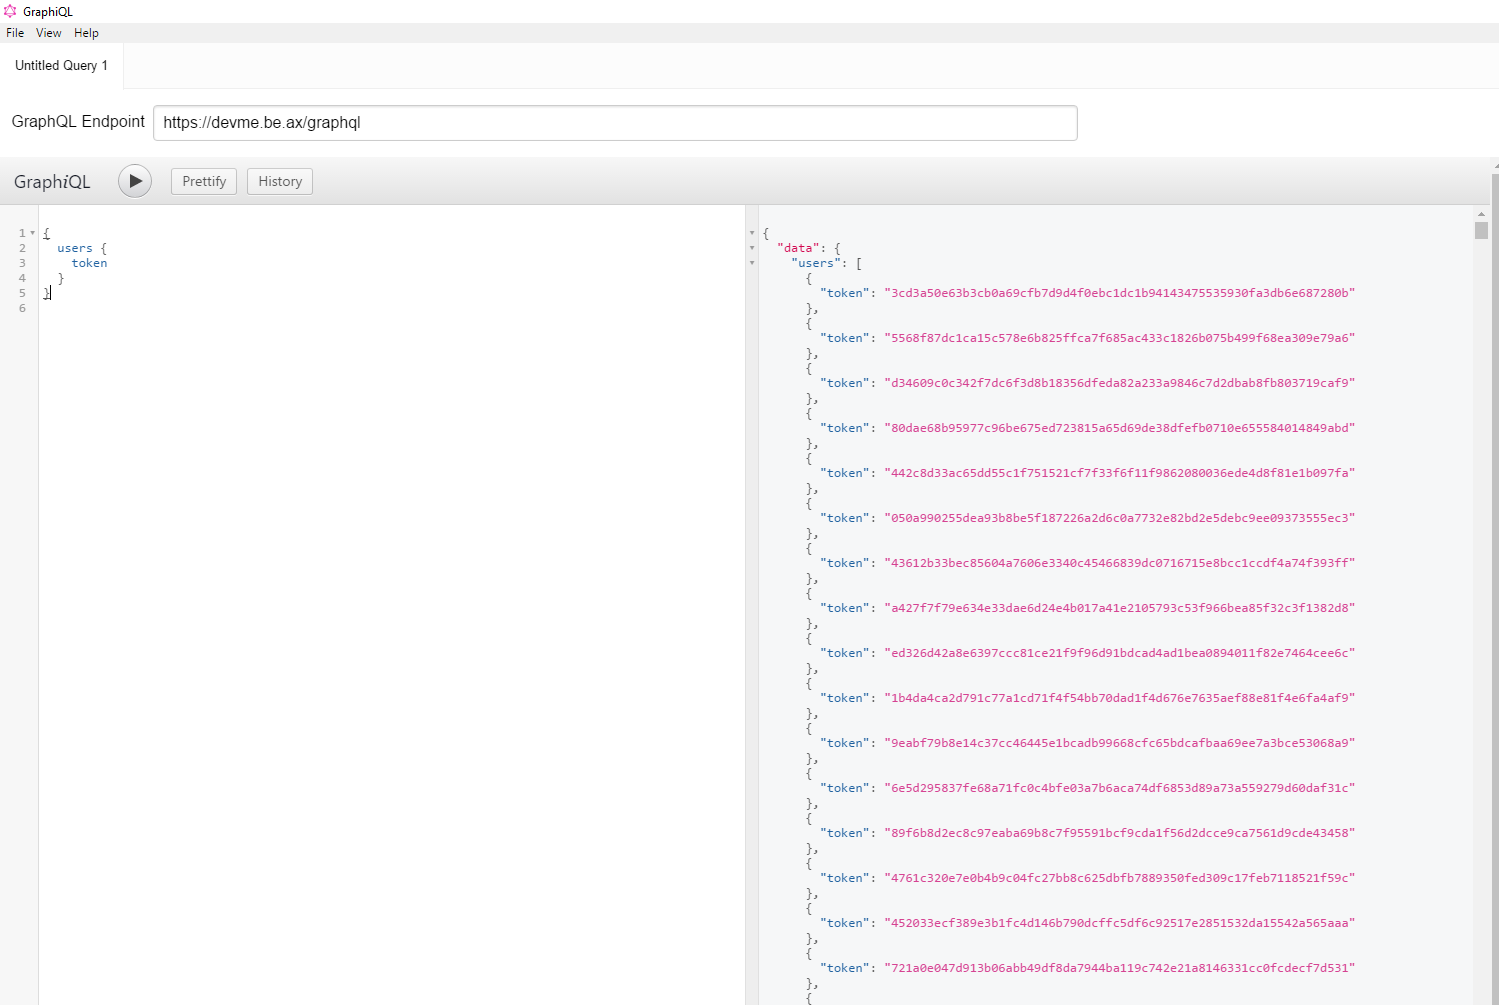 GraphiQL
File View Help
Untitled Query 1
GraphQL Endpoint https://devme.be.ax/graphql
GraphiQL Prettify History
1 {
2 users {
3 token
4 }
5 }
6
{
"data": {
"users": [
{
"token": "3cd3a50e63b3cb0a69cfb7d9d4f0ebc1dc1b94143475535930fa3db6e687280b"
},
{
"token": "5568f87dc1ca15c578e6b825ffca7f685ac433c1826b075b499f68ea309e79a6"
},
{
"token": "d34609c0c342f7dc6f3d8b18356dfeda82a233a9846c7d2dbab8fb803719caf9"
},
{
"token": "80dae68b95977c96be675ed723815a65d69de38dfefb0710e655584014849abd"
},
{
"token": "442c8d33ac65dd55c1f751521cf7f33f6f11f9862080036ede4d8f81e1b097fa"
},
{
"token": "050a990255dea93b8be5f187226a2d6c0a7732e82bd2e5debc9ee09373555ec3"
},
{
"token": "43612b33bec85604a7606e3340c45466839dc0716715e8bcc1ccdf4a74f393ff"
},
{
"token": "a427f7f79e634e33dae6d24e4b017a41e2105793c53f966bea85f32c3f1382d8"
},
{
"token": "ed326d42a8e6397ccc81ce21f9f96d91bdcad4ad1bea0894011f82e7464cee6c"
},
{
"token": "1b4da4ca2d791c77a1cd71f4f54bb70dad1f4d676e7635aef88e81f4e6fa4af9"
},
{
"token": "9eabf79b8e14c37cc46445e1bcadb99668cfc65bdcafbaa69ee7a3bce53068a9"
},
{
"token": "6e5d295837fe68a71fc0c4bfe03a7b6aca74df6853d89a73a559279d60daf31c"
},
{
"token": "89f6b8d2ec8c97eaba69b8c7f95591bcf9cda1f56d2dcce9ca7561d9cde43458"
},
{
"token": "4761c320e7e0b4b9c04fc27bb8c625dbfb7889350fed309c17feb7118521f59c"
},
{
"token": "452033ecf389e3b1fc4d146b790dcffc5df6c92517e2851532da15542a565aaa"
},
{
"token": "721a0e047d913b06abb49df8da7944ba119c742e21a8146331cc0fcdecf7d531"
},
{